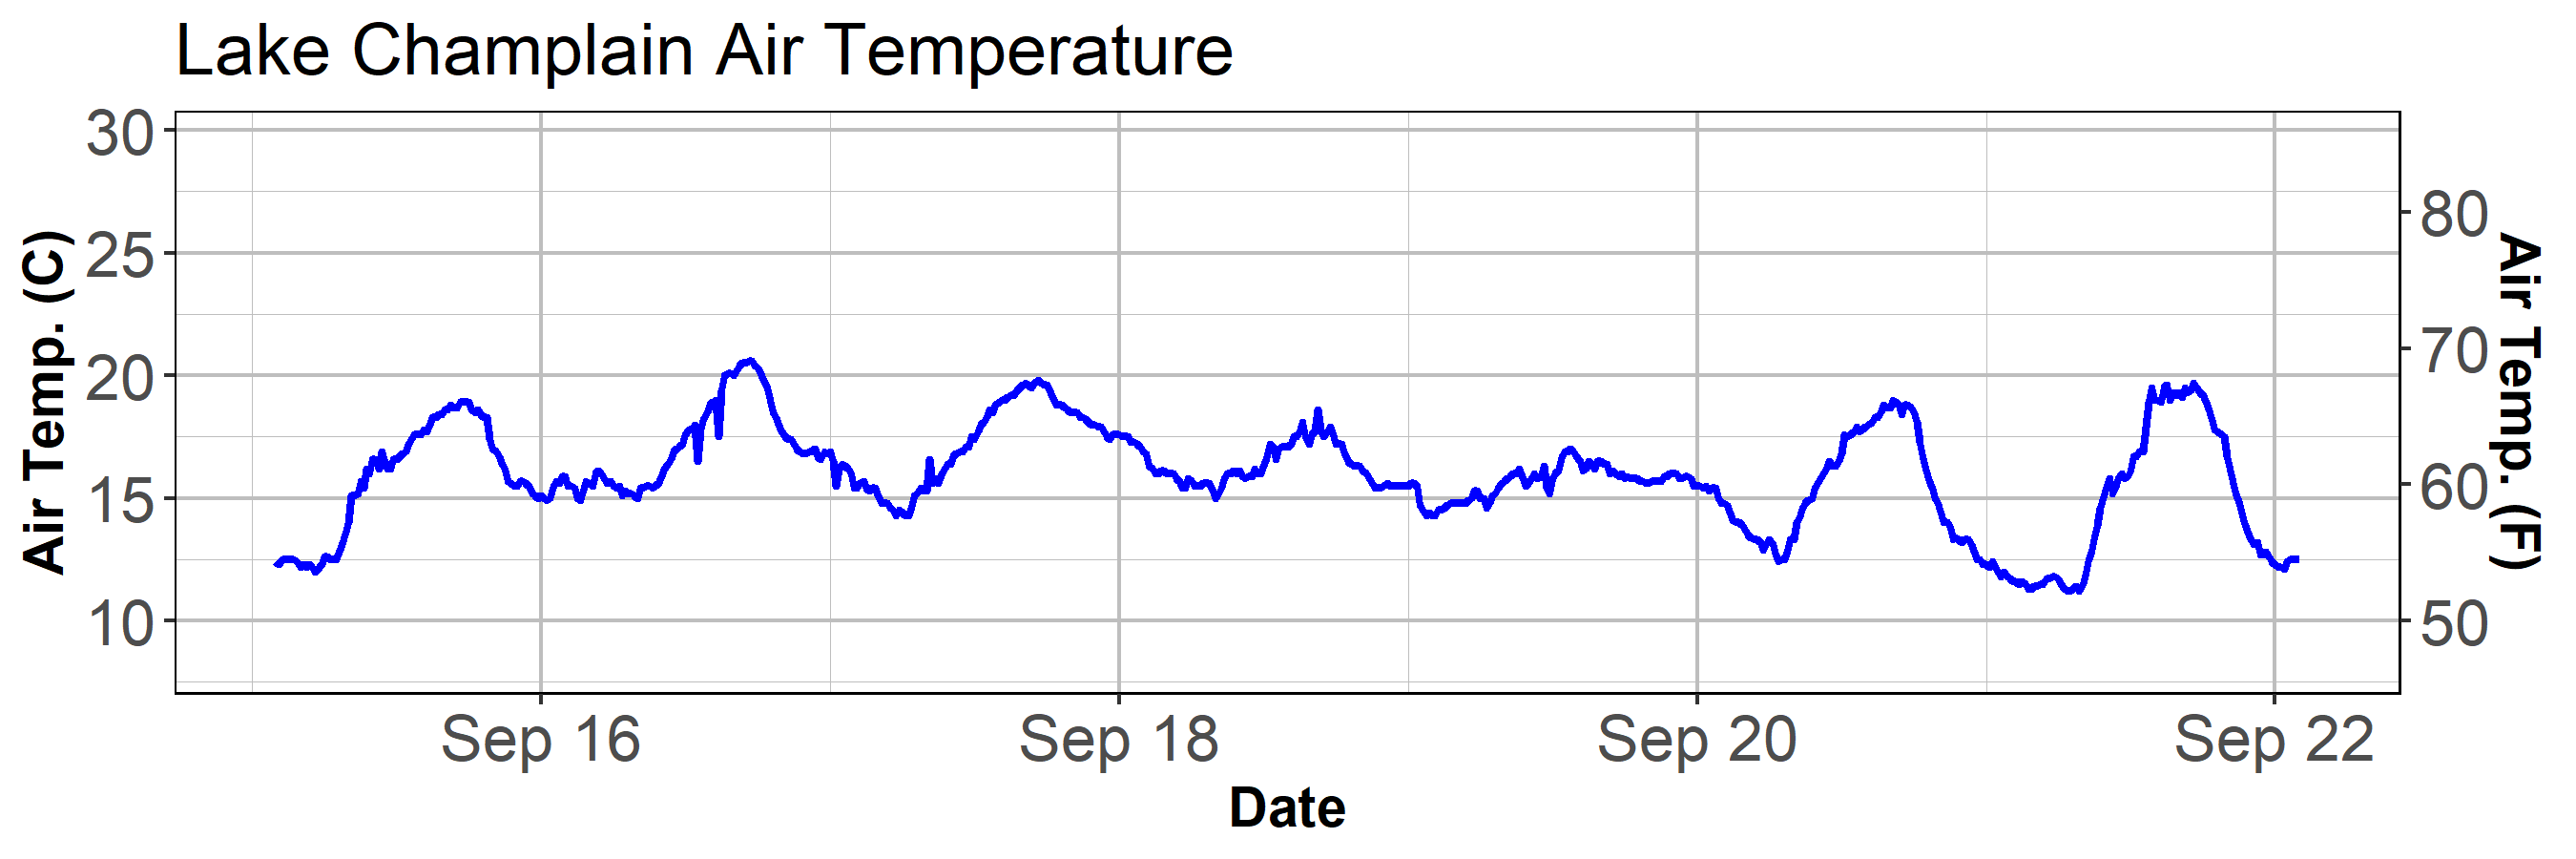 Lake Champlain Air Temperature
30
25
20
15
10
Air Temp. (C)
80
70
60
50
Air Temp. (F)
Sep 16 Sep 18 Sep 20 Sep 22
Date